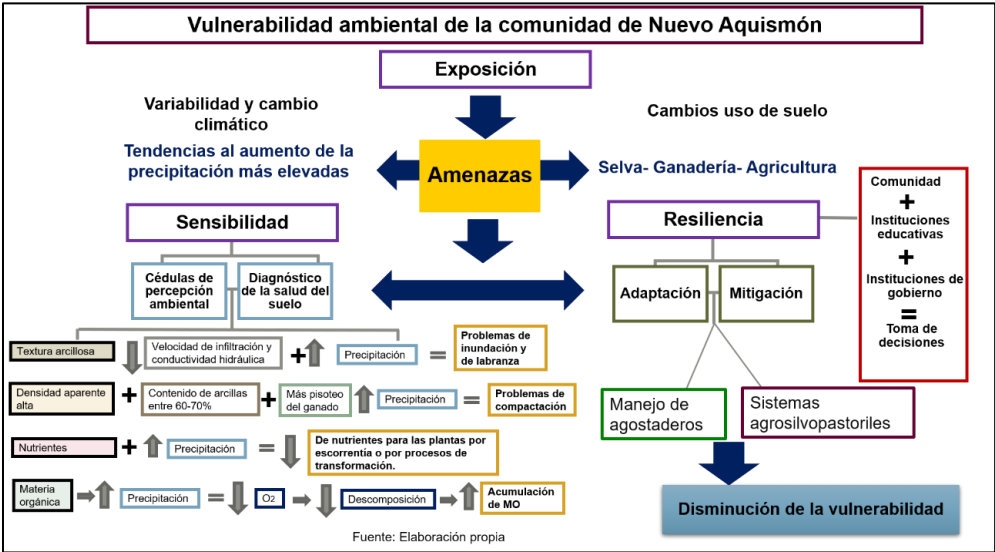 Vulnerabilidad ambiental de la comunidad de Nuevo Aquismón
Exposición
Variabilidad y cambio
climático
Tendencias al aumento de la
precipitación más elevadas
Amenazas
Cambios uso de suelo
Selva- Ganadería- Agricultura
Sensibilidad
Cédulas de
percepción
ambiental
Diagnóstico
de la salud del
suelo
Resiliencia
Adaptación
Mitigación
Comunidad
+
Instituciones
educativas
+
Instituciones de
gobierno
=
Toma de
decisiones
Textura arcillosa
Velocidad de infiltración y
conductividad hidráulica
+
Precipitación
=
Problemas de
inundación y
de labranza
Densidad aparente
alta
+
Contenido de arcillas
entre 60-70%
+
Más pisoteo
del ganado
Precipitación
=
Problemas de
compactación
Nutrientes
+
Precipitación
=
De nutrientes para las plantas por
escorrentia o por procesos de
transformación.
Materia
orgánica
Precipitación
=
O2
Descomposición
Acumulación
de MO
Manejo de
agostaderos
Sistemas
agrosilvopastoriles
Disminución de la vulnerabilidad
Fuente: Elaboración propia